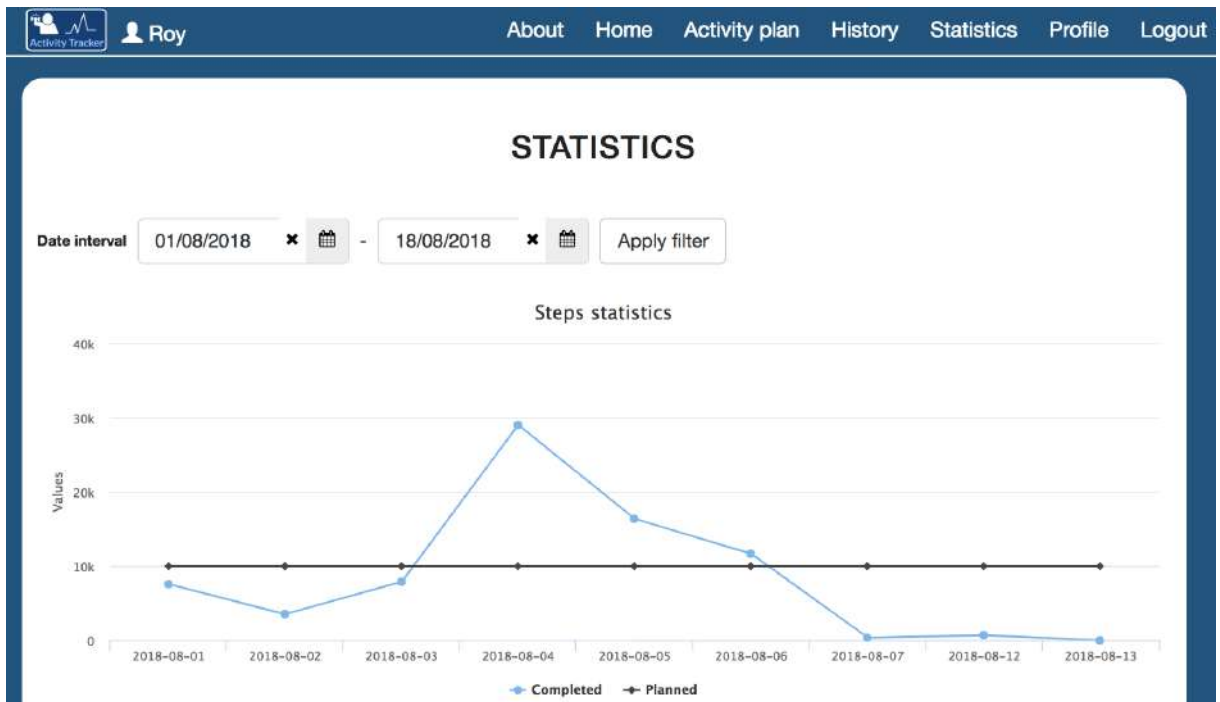 Activity Tracker
Roy
About Home Activity plan History Statistics Profile Logout
STATISTICS
Date interval 01/08/2018 - 18/08/2018 Apply filter
Steps statistics
40k
30k
20k
10k
0
Values
2018-08-01 2018-08-02 2018-08-03 2018-08-04 2018-08-05 2018-08-06 2018-08-07 2018-08-12 2018-08-13
Completed Planned